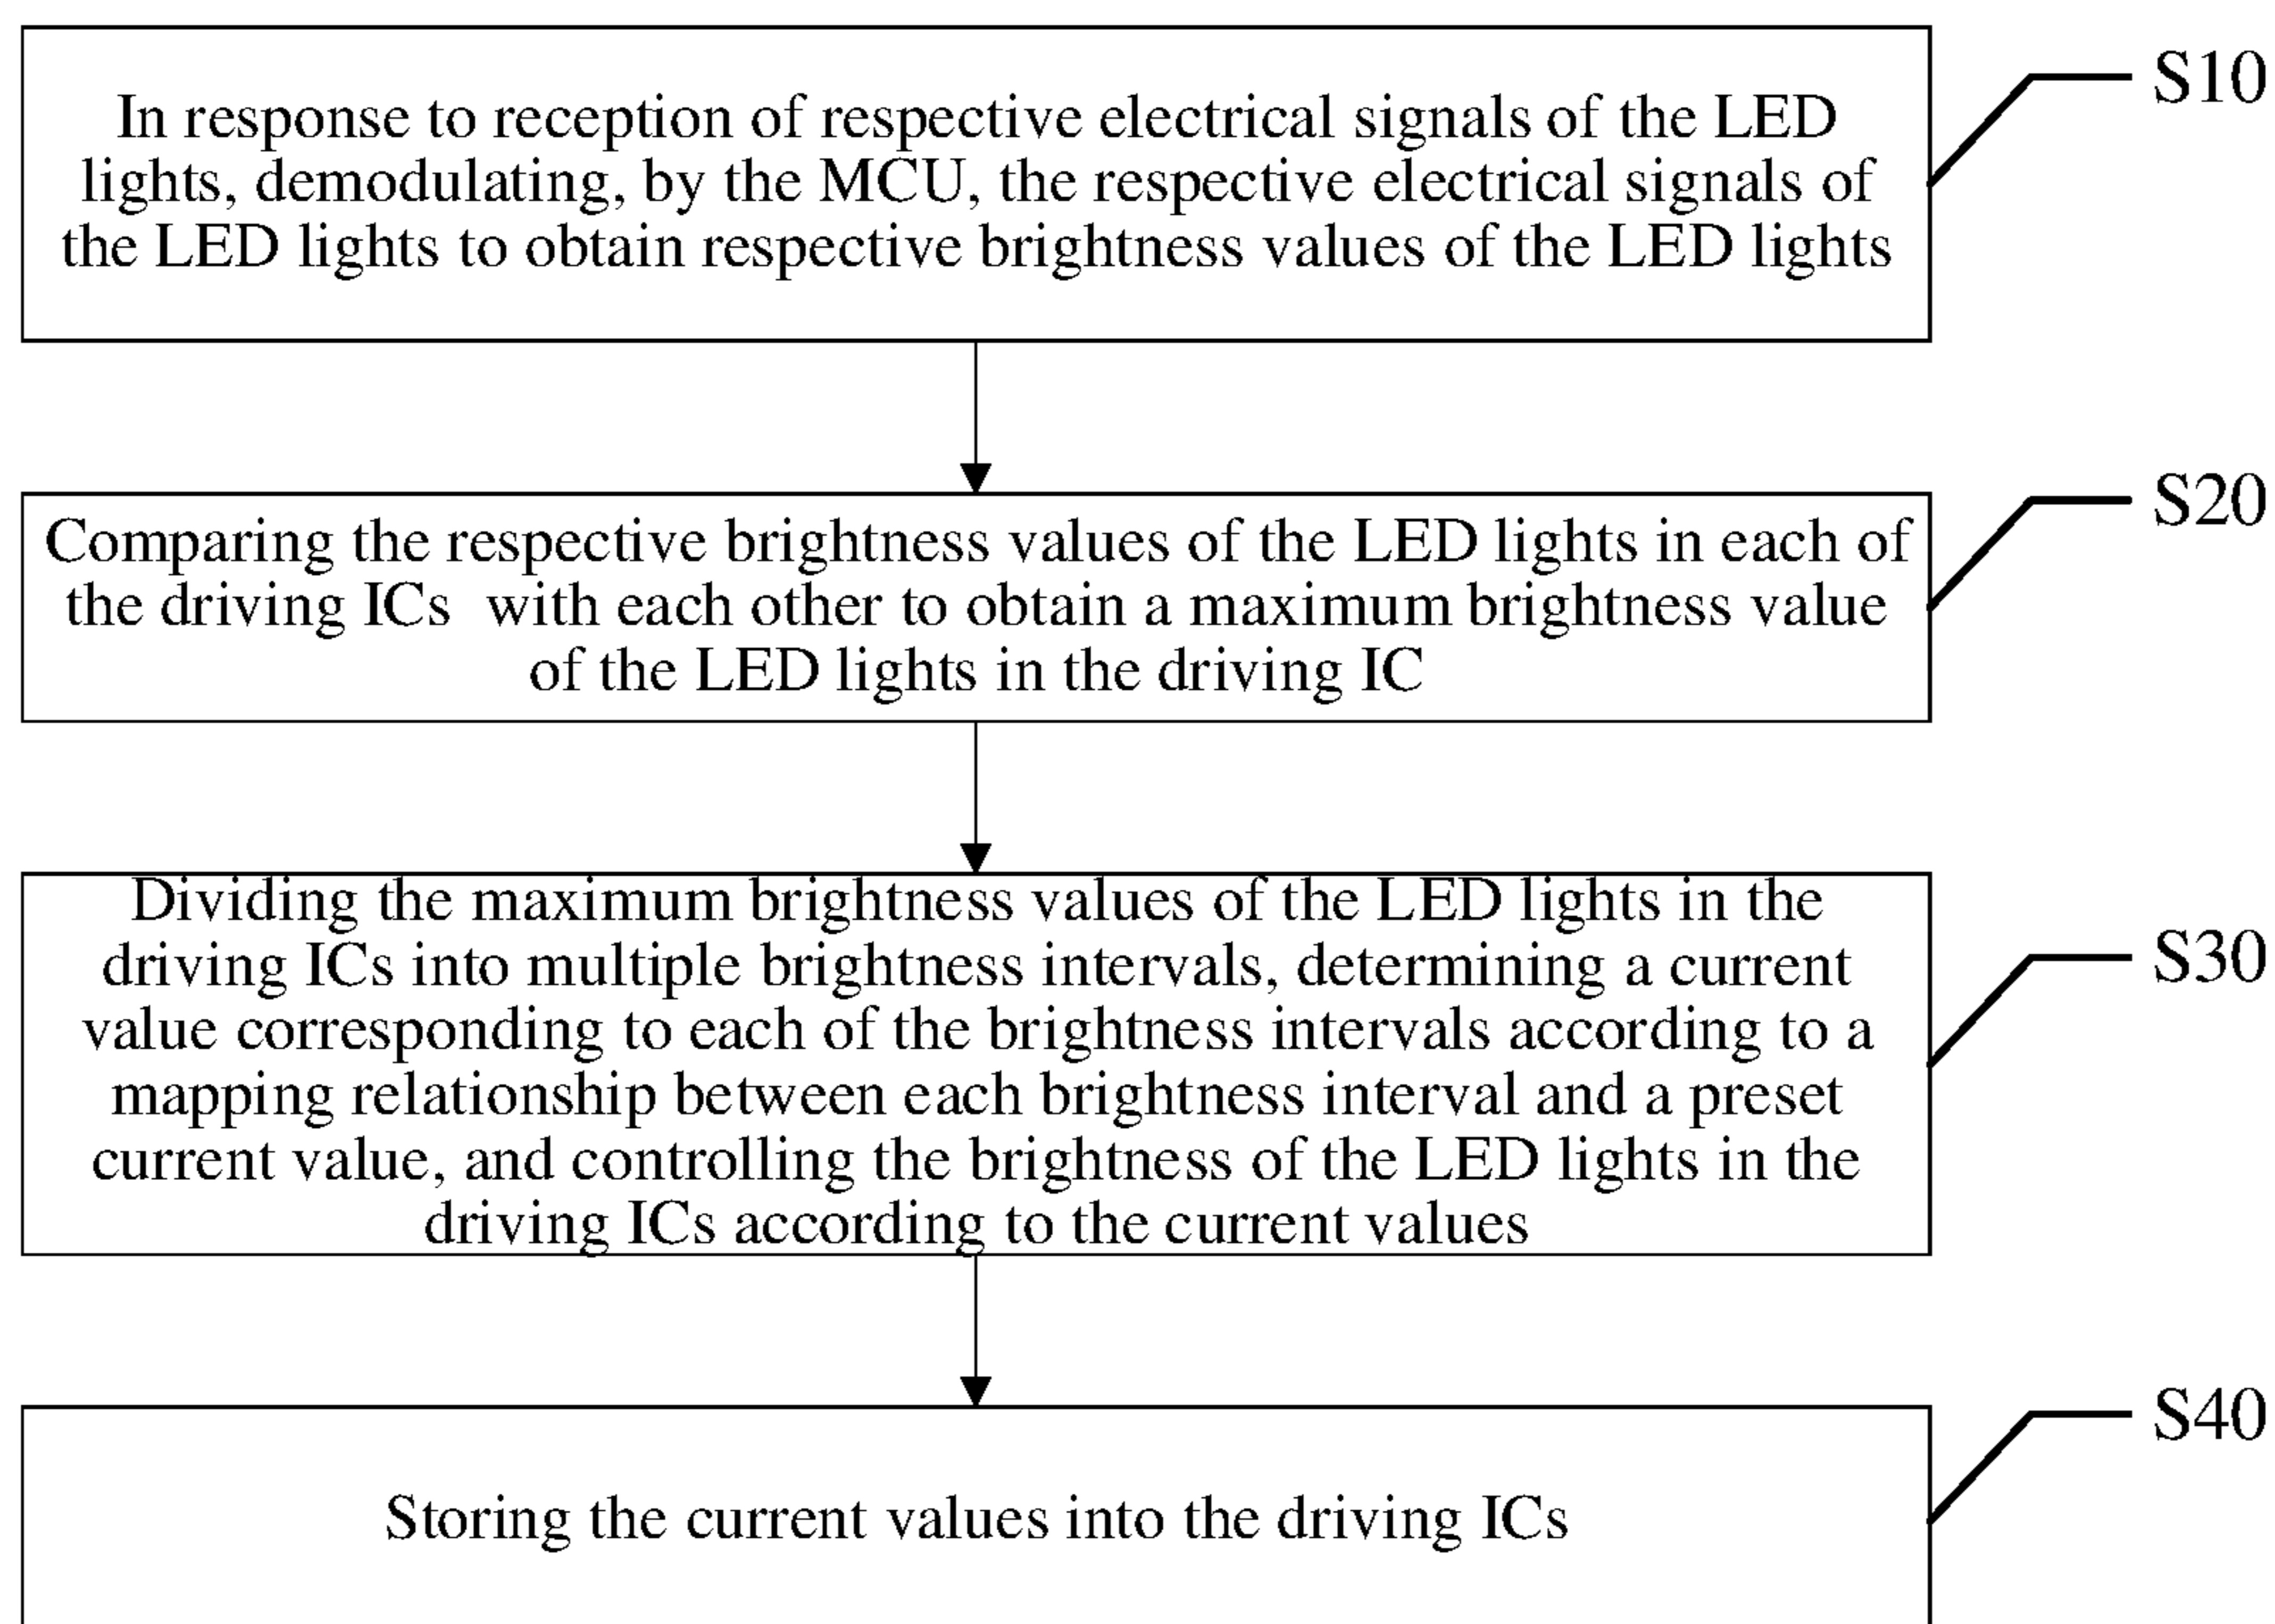 In response to reception of respective electrical signals of the LED
lights, demodulating, by the MCU, the respective electrical signals of
the LED lights to obtain respective brightness values of the LED lights
S10
Comparing the respective brightness values of the LED lights in each of
the driving ICs with each other to obtain a maximum brightness value
of the LED lights in the driving IC
S20
Dividing the maximum brightness values of the LED lights in the
driving ICs into multiple brightness intervals, determining a current
value corresponding to each of the brightness intervals according to a
mapping relationship between each brightness interval and a preset
current value, and controlling the brightness of the LED lights in the
driving ICs according to the current values
S30
Storing the current values into the driving ICs
S40